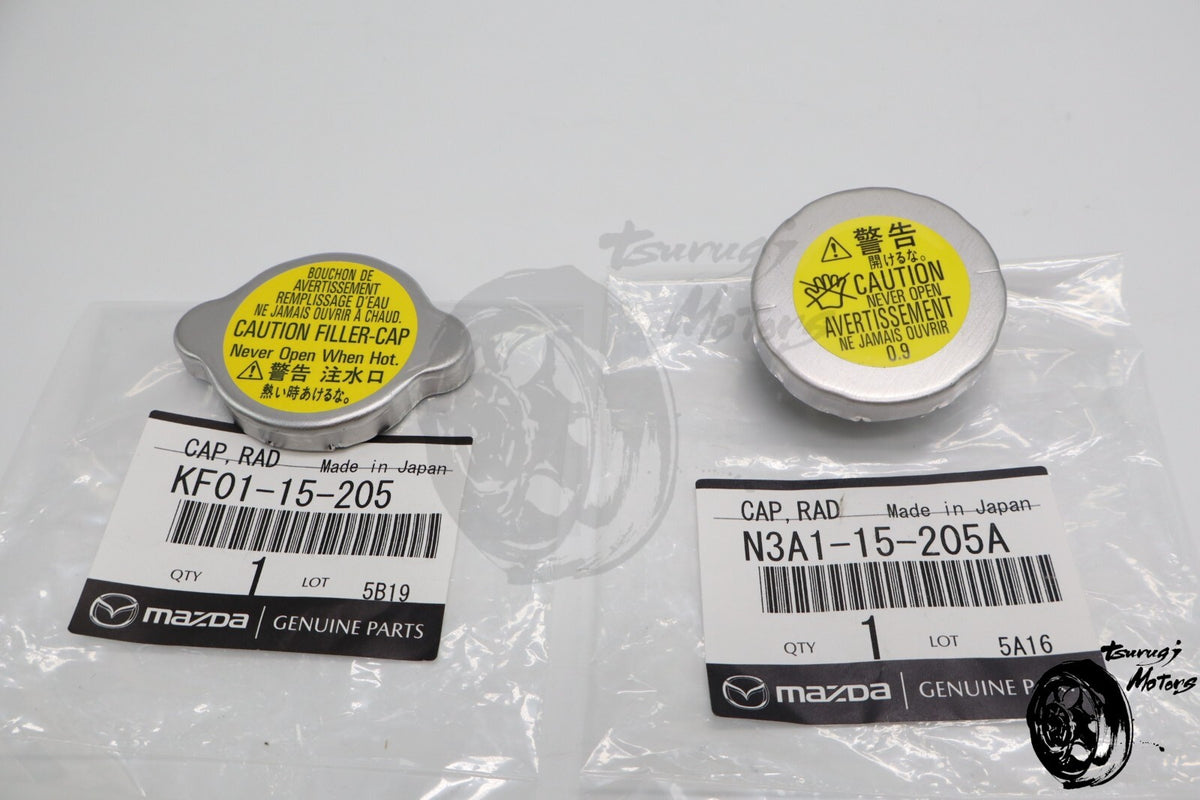 BOUCHON DE
AVERTISSEMENT
REMPLISSAGE D'EAU
NE JAMAIS OUVRIR À CHAUD.
CAUTION FILLER-CAP
Never Open When Hot.
警告 注水口
熱い時あけるな。
CAP, RAD Made in Japan
KF01-15-205
QTY 1 LOT 5B19
mazda GENUINE PARTS
警告
開けるな。
CAUTION
NEVER OPEN
AVERTISSEMENT
NE JAMAIS OUVRIR
0.9
CAP, RAD Made in Japan
N3A1-15-205A
QTY 1 LOT 5A16
mazda GENUINE P
tsurugi
Motors
tsurugi
Motors